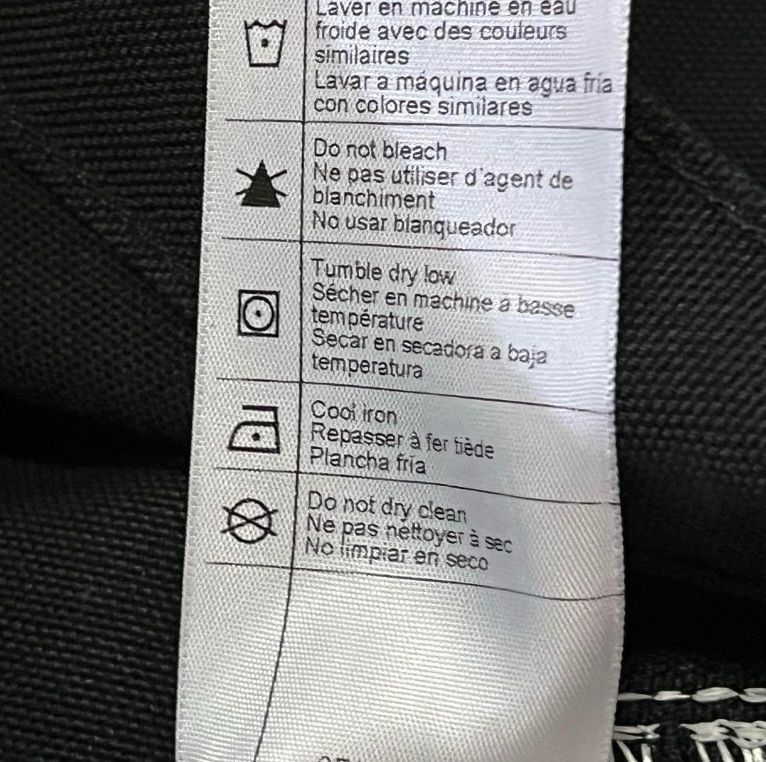 Laver en machine en eau
froide avec des couleurs
similaires
Lavar a máquina en agua fría
con colores similares
Do not bleach
Ne pas utiliser d'agent de
blanchiment
No usar blanqueador
Tumble dry low
Sécher en machine à basse
température
Secar en secadora a baja
temperatura
Cool iron
Repasser à fer tiède
Plancha fría
Do not dry clean
Ne pas nettoyer à sec
No limpiar en seco